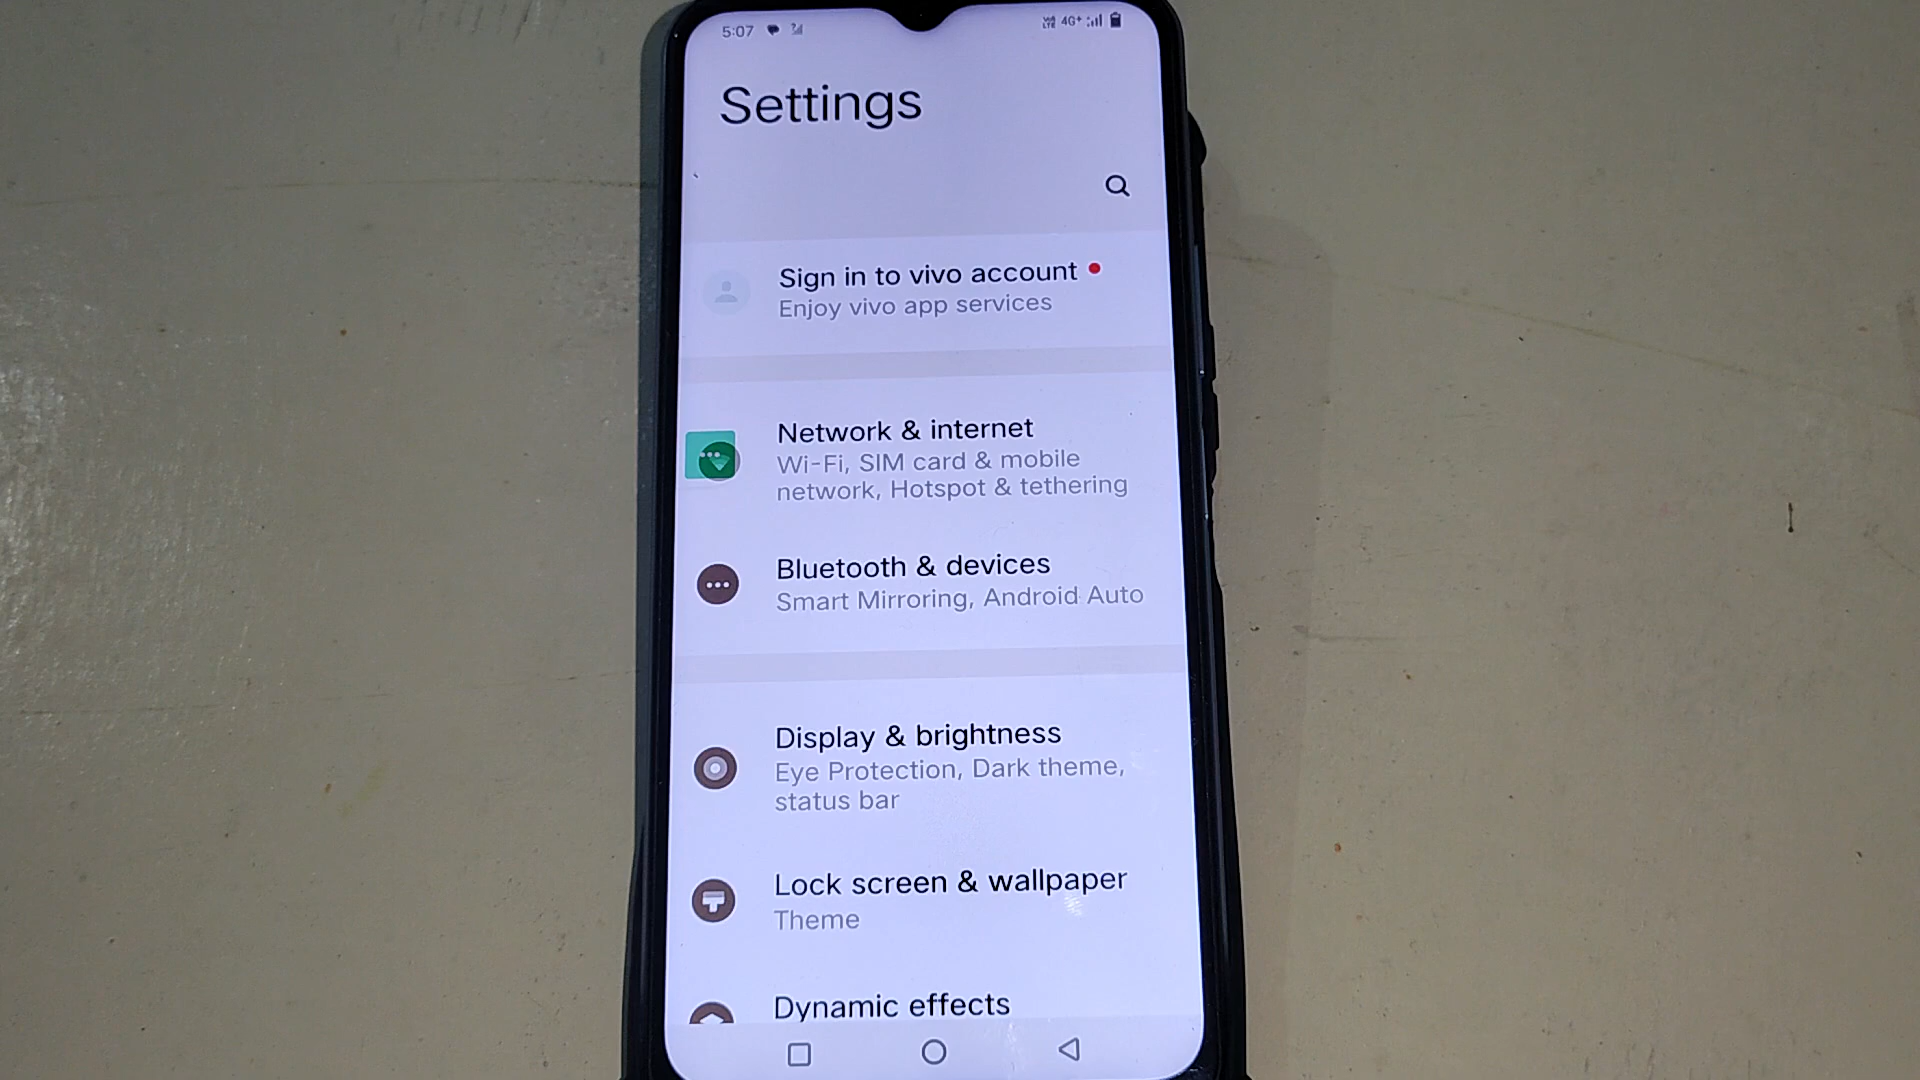 5:07
VoLTE 4G+
Settings
Sign in to vivo account
Enjoy vivo app services
Network & internet
Wi-Fi, SIM card & mobile
network, Hotspot & tethering
Bluetooth & devices
Smart Mirroring, Android Auto
Display & brightness
Eye Protection, Dark theme,
status bar
Lock screen & wallpaper
Theme
Dynamic effects